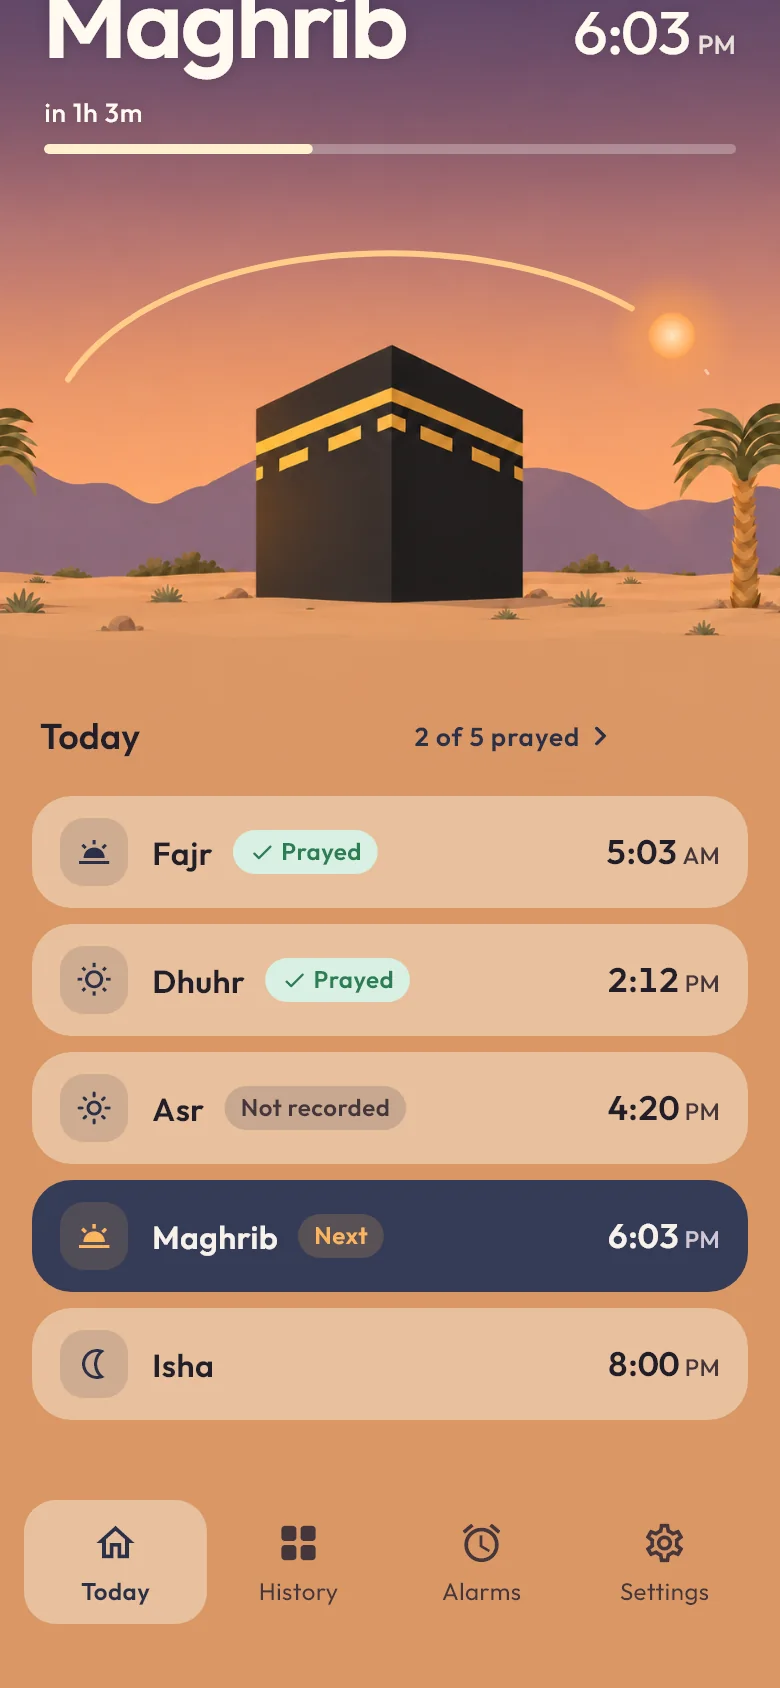 Maghrib 6:03 PM
in 1h 3m
Today 2 of 5 prayed
Fajr Prayed 5:03 AM
Dhuhr Prayed 2:12 PM
Asr Not recorded 4:20 PM
Maghrib Next 6:03 PM
Isha 8:00 PM
Today History Alarms Settings